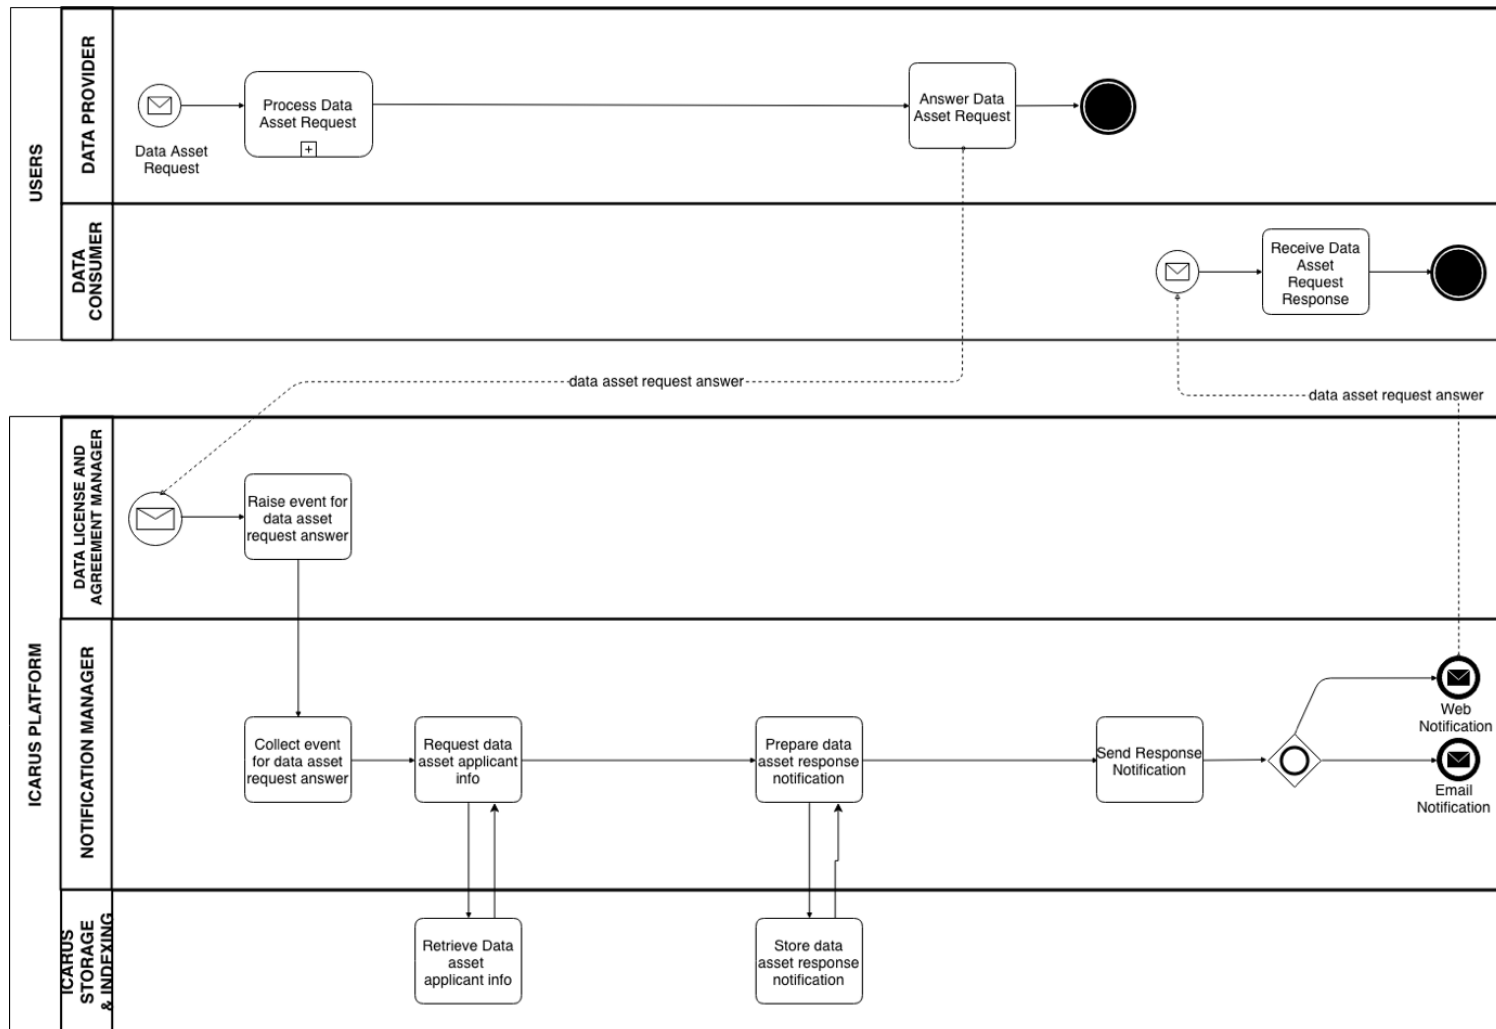 USERS
DATA PROVIDER
Data Asset
Request
Process Data
Asset Request
Answer Data
Asset Request
DATA
CONSUMER
Receive Data
Asset
Request
Response
data asset request answer
data asset request answer
ICARUS PLATFORM
DATA LICENSE AND
AGREEMENT MANAGER
Raise event for
data asset
request answer
NOTIFICATION MANAGER
Collect event
for data asset
request answer
Request data
asset applicant
info
Prepare data
asset response
notification
Send Response
Notification
Web
Notification
Email
Notification
ICARUS
STORAGE
& INDEXING
Retrieve Data
asset
applicant info
Store data
asset response
notification